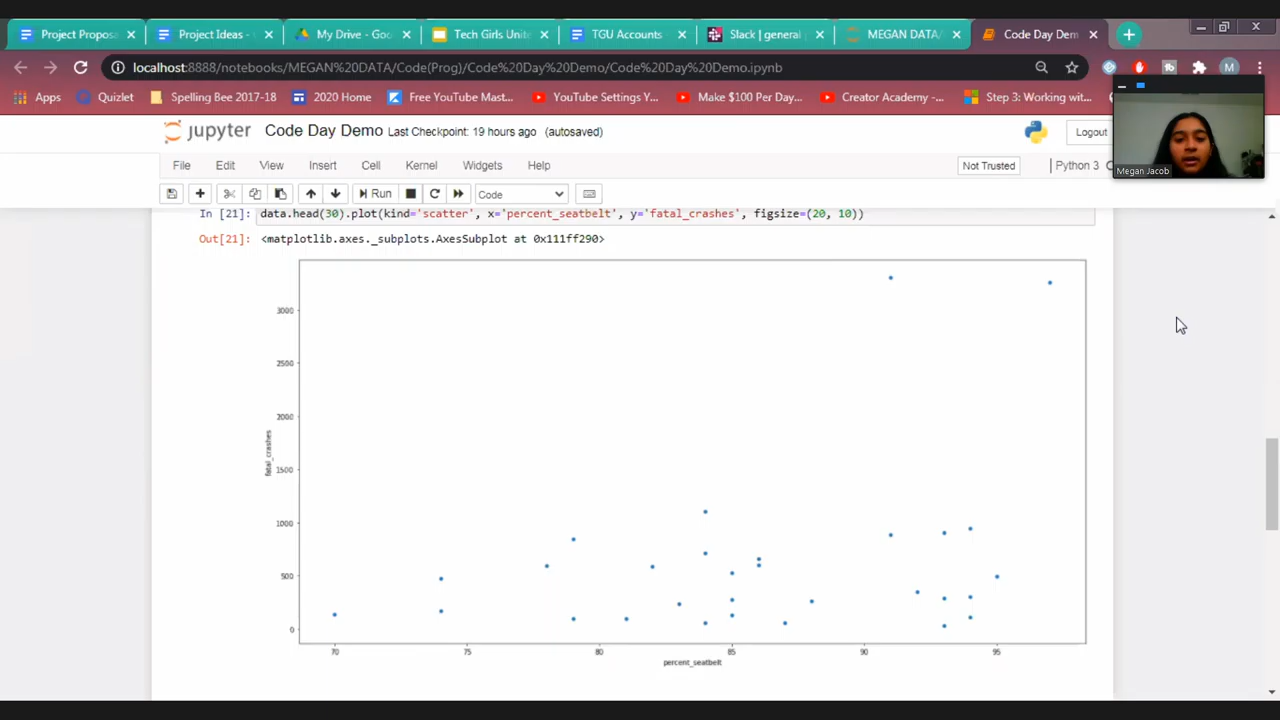 Project Proposa
Project Ideas -
My Drive - Goo
Tech Girls Unite
TGU Accounts
Slack | general
MEGAN DATA/
Code Day Dem
localhost:8888/notebooks/MEGAN%20DATA/Code(Prog)/Code%20Day%20Demo/Code%20Day%20Demo.ipynb
M
Apps
Quizlet
Spelling Bee 2017-18
2020 Home
Free YouTube Mast...
YouTube Settings Y...
Make $100 Per Day...
Creator Academy -...
Step 3: Working wit...
Megan Jacob
jupyter
Code Day Demo
Last Checkpoint: 19 hours ago (autosaved)
Logout
File
Edit
View
Insert
Cell
Kernel
Widgets
Help
Not Trusted
Python 3
Run
Code
In [21]: data.head(30).plot(kind='scatter', x='percent_seatbelt', y='fatal_crashes', figsize=(20, 10))
Out[21]: <matplotlib.axes._subplots.AxesSubplot at 0x111ff290>
3000
2500
2000
1500
1000
500
0
fatal_crashes
70 75 80 85 90 95
percent_seatbelt